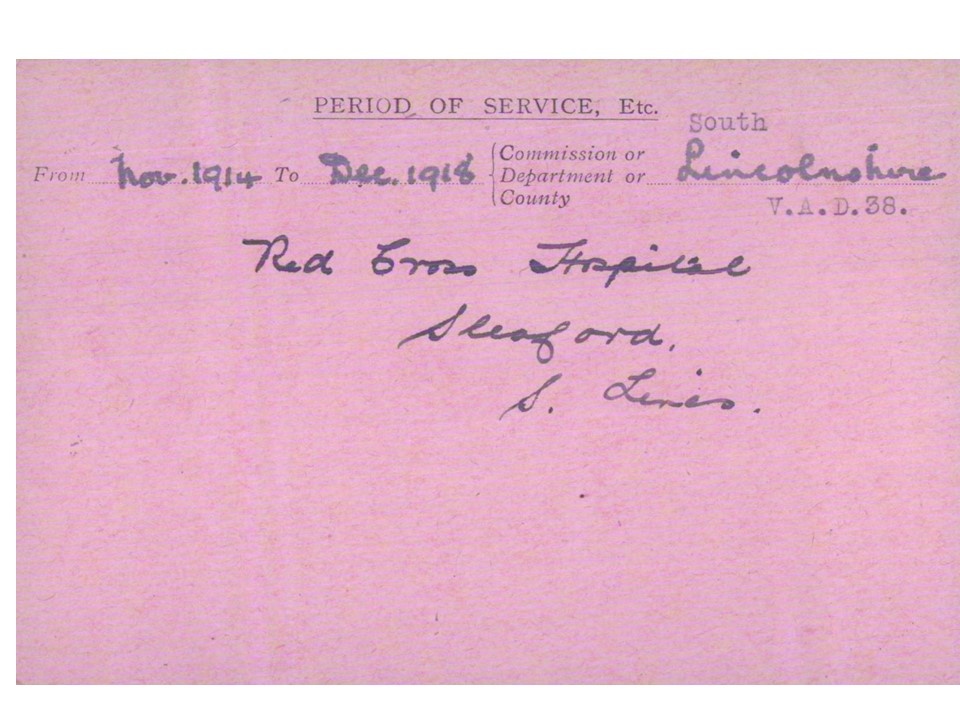 PERIOD OF SERVICE, Etc.
South
From Nov. 1914 To Dec. 1918 { Commission or Department or County Lincolnshire
V.A.D.38.
Red Cross Hospital
Sleaford,
S. Lincs.